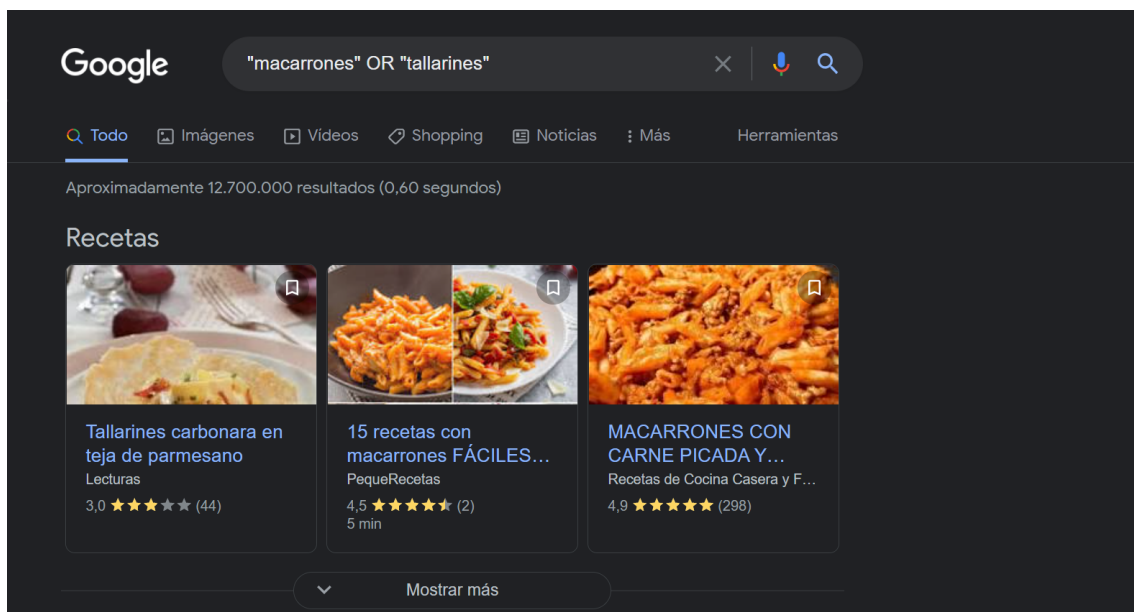 Google
"macarrones" OR "tallarines"
Todo Imágenes Vídeos Shopping Noticias Más Herramientas
Aproximadamente 12.700.000 resultados (0,60 segundos)
Recetas
Tallarines carbonara en
teja de parmesano
Lecturas
3,0 (44)
15 recetas con
macarrones FÁCILES...
PequeRecetas
4,5 (2)
5 min
MACARRONES CON
CARNE PICADA Y...
Recetas de Cocina Casera y F...
4,9 (298)
Mostrar más